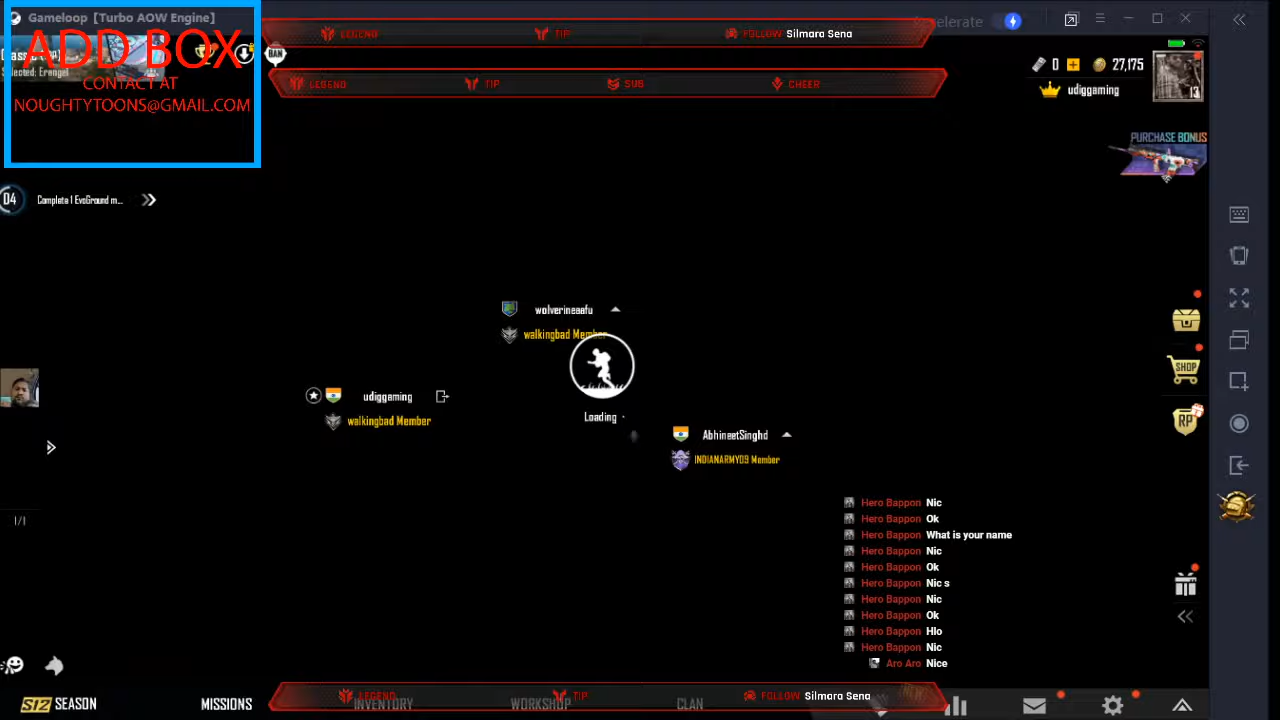 Gameloop [Turbo AOW Engine]
ADD BOX
CONTACT AT
NOUGHTYTOONS@GMAIL.COM
Selected: Erangel
BAN
LEGEND TIP FOLLOW Silmara Sena
LEGEND TIP SUB CHEER
0 27,175
udiggaming
13
PURCHASE BONUS
04 Complete 1 EvoGround m...
wolverineaafu
walkingbad Member
udiggaming
walkingbad Member
Loading
AbhineetSinghd
INDIANARMY09 Member
SHOP
RP
1/1
Hero Bappon Nic
Hero Bappon Ok
Hero Bappon What is your name
Hero Bappon Nic
Hero Bappon Ok
Hero Bappon Nic s
Hero Bappon Nic
Hero Bappon Ok
Hero Bappon Hlo
Hero Bappon Nic
Aro Aro Nice
LEGEND TIP FOLLOW Silmara Sena
S12 SEASON MISSIONS INVENTORY WORKSHOP CLAN